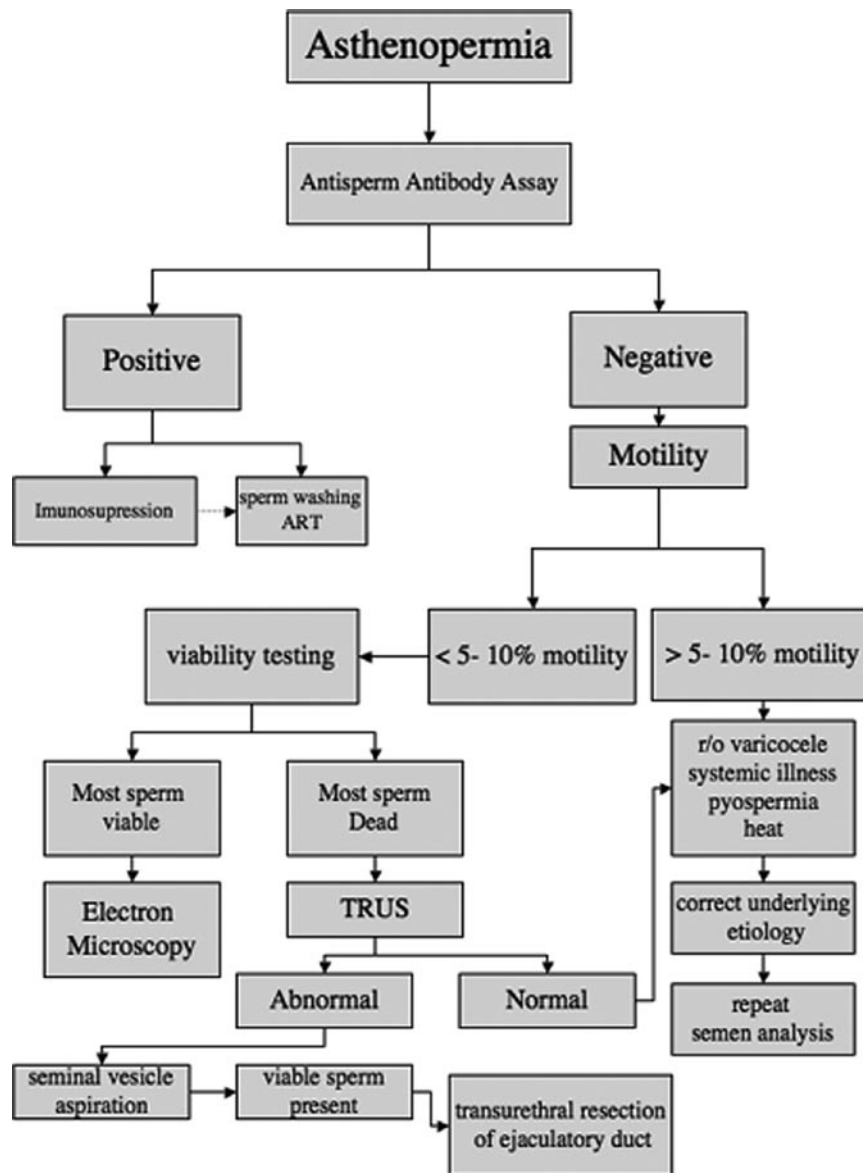 Asthenopermia
Antisperm Antibody Assay
Positive
Negative
Motility
Imunosupression
sperm washing
ART
viability testing
< 5- 10% motility
> 5- 10% motility
Most sperm
viable
Most sperm
Dead
r/o varicocele
systemic illness
pyospermia
heat
Electron
Microscopy
TRUS
correct underlying
etiology
Abnormal
Normal
repeat
semen analysis
seminal vesicle
aspiration
viable sperm
present
transurethral resection
of ejaculatory duct